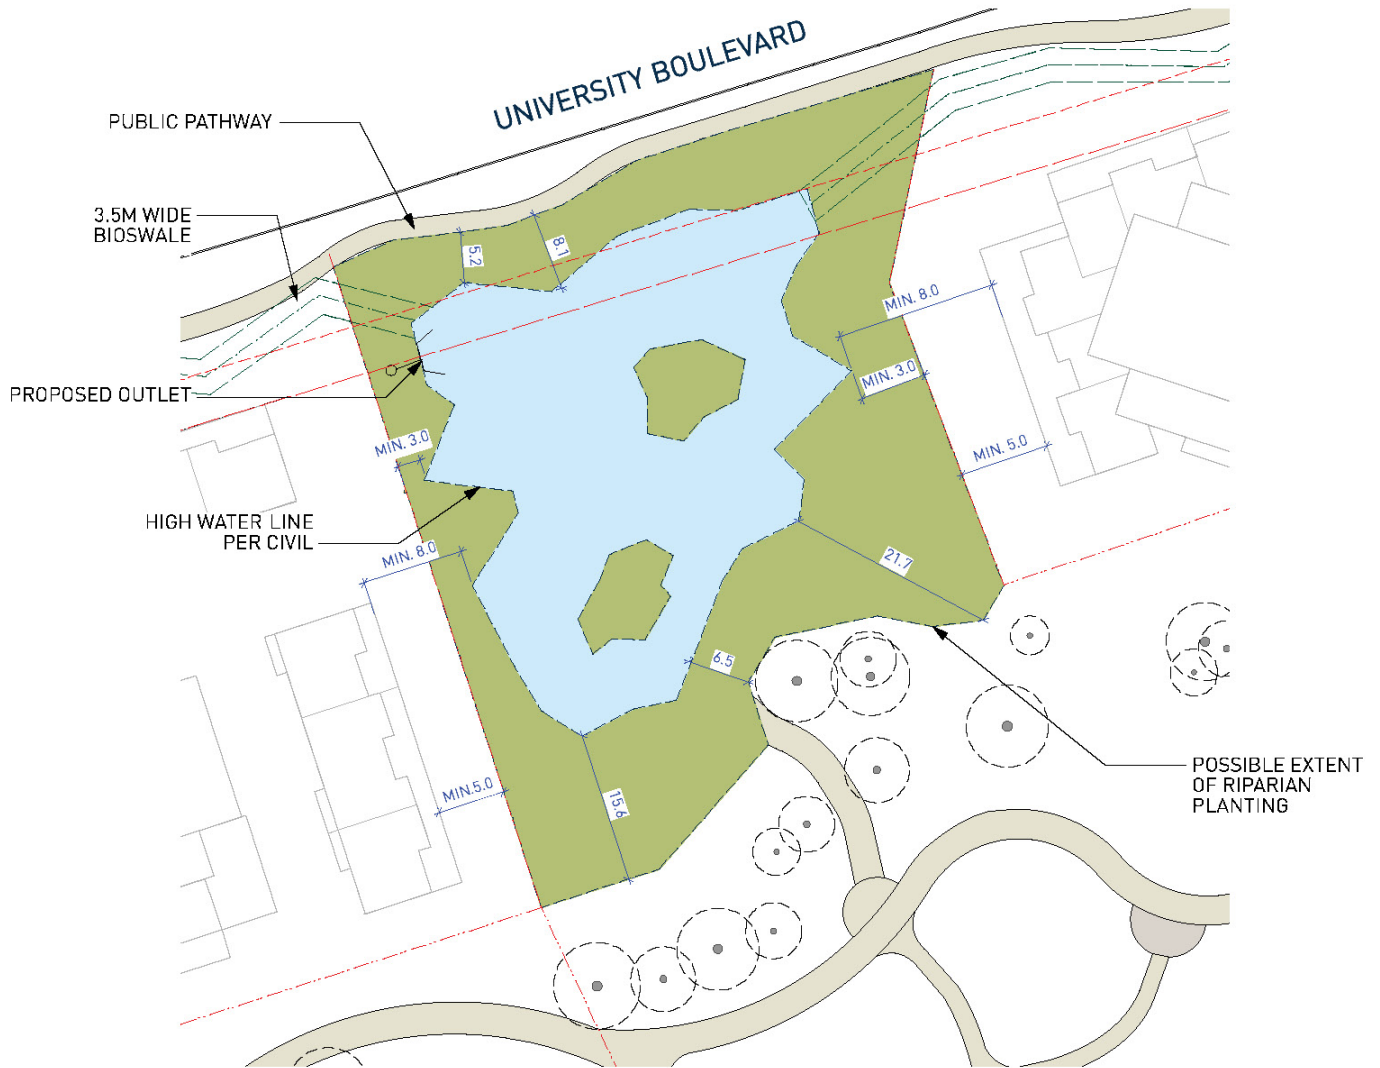 UNIVERSITY BOULEVARD
PUBLIC PATHWAY
3.5M WIDE
BIOSWALE
5.2
8.1
MIN. 8.0
MIN. 3.0
PROPOSED OUTLET
MIN. 3.0
MIN. 5.0
HIGH WATER LINE
PER CIVIL
MIN. 8.0
21.7
6.5
MIN.5.0
15.6
POSSIBLE EXTENT
OF RIPARIAN
PLANTING